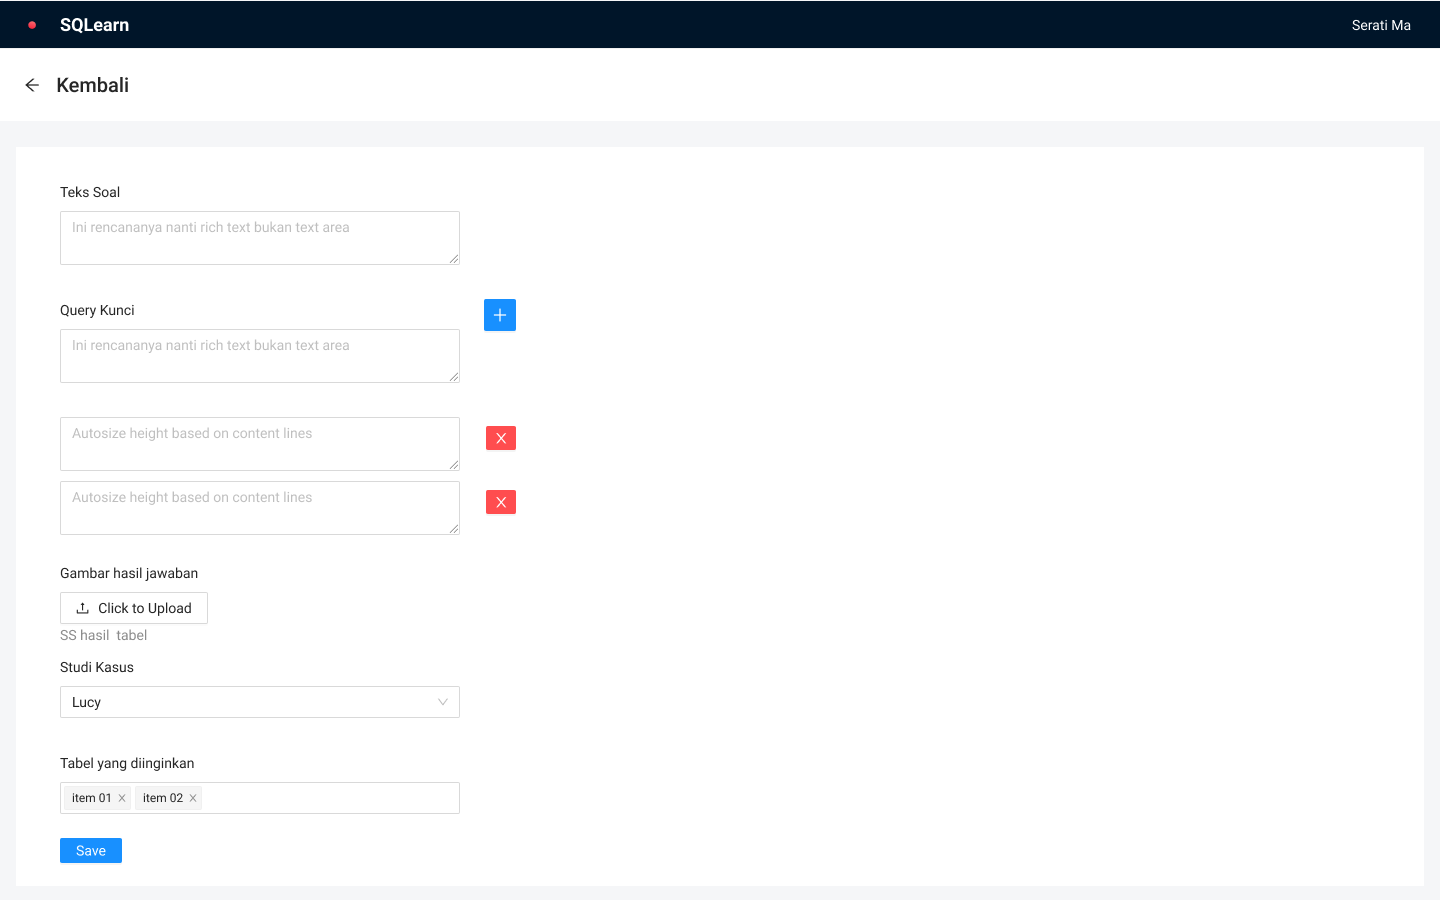 SQLearn
Serati Ma
Kembali
Teks Soal
Ini rencananya nanti rich text bukan text area
Query Kunci
Ini rencananya nanti rich text bukan text area
Autosize height based on content lines
Autosize height based on content lines
Gambar hasil jawaban
Click to Upload
SS hasil  tabel
Studi Kasus
Lucy
Tabel yang diinginkan
item 01 item 02
Save